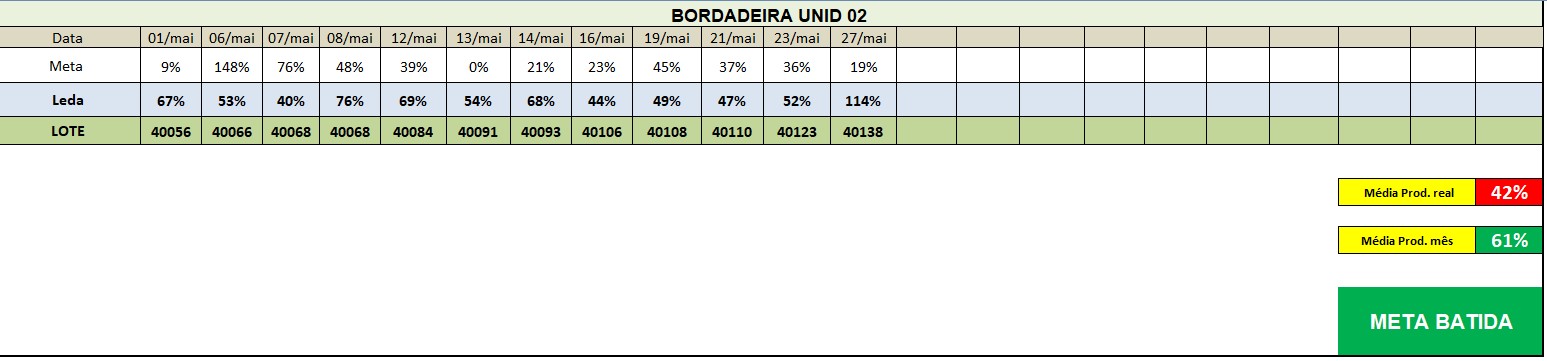 BORDADEIRA UNID 02
Data 01/mai 06/mai 07/mai 08/mai 12/mai 13/mai 14/mai 16/mai 19/mai 21/mai 23/mai 27/mai
Meta 9% 148% 76% 48% 39% 0% 21% 23% 45% 37% 36% 19%
Leda 67% 53% 40% 76% 69% 54% 68% 44% 49% 47% 52% 114%
LOTE 40056 40066 40068 40068 40084 40091 40093 40106 40108 40110 40123 40138
Média Prod. real 42%
Média Prod. mês 61%
META BATIDA